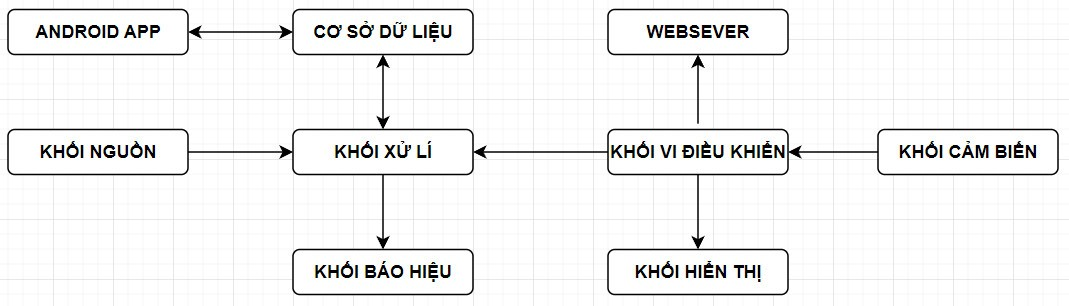 ANDROID APP
CƠ SỞ DỮ LIỆU
WEBSEVER
KHỐI NGUỒN
KHỐI XỬ LÍ
KHỐI VI ĐIỀU KHIỂN
KHỐI CẢM BIẾN
KHỐI BÁO HIỆU
KHỐI HIỂN THỊ